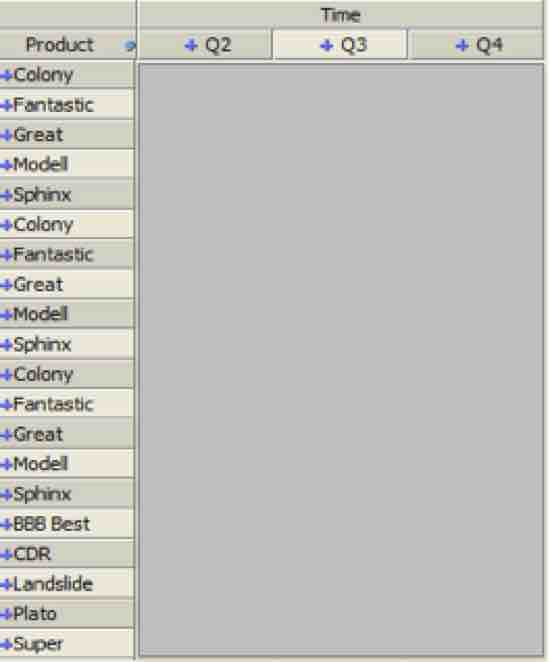 Time
Product + Q2 + Q3 + Q4
+Colony
+Fantastic
+Great
+Modell
+Sphinx
+Colony
+Fantastic
+Great
+Modell
+Sphinx
+Colony
+Fantastic
+Great
+Modell
+Sphinx
+BBB Best
+CDR
+Landslide
+Plato
+Super